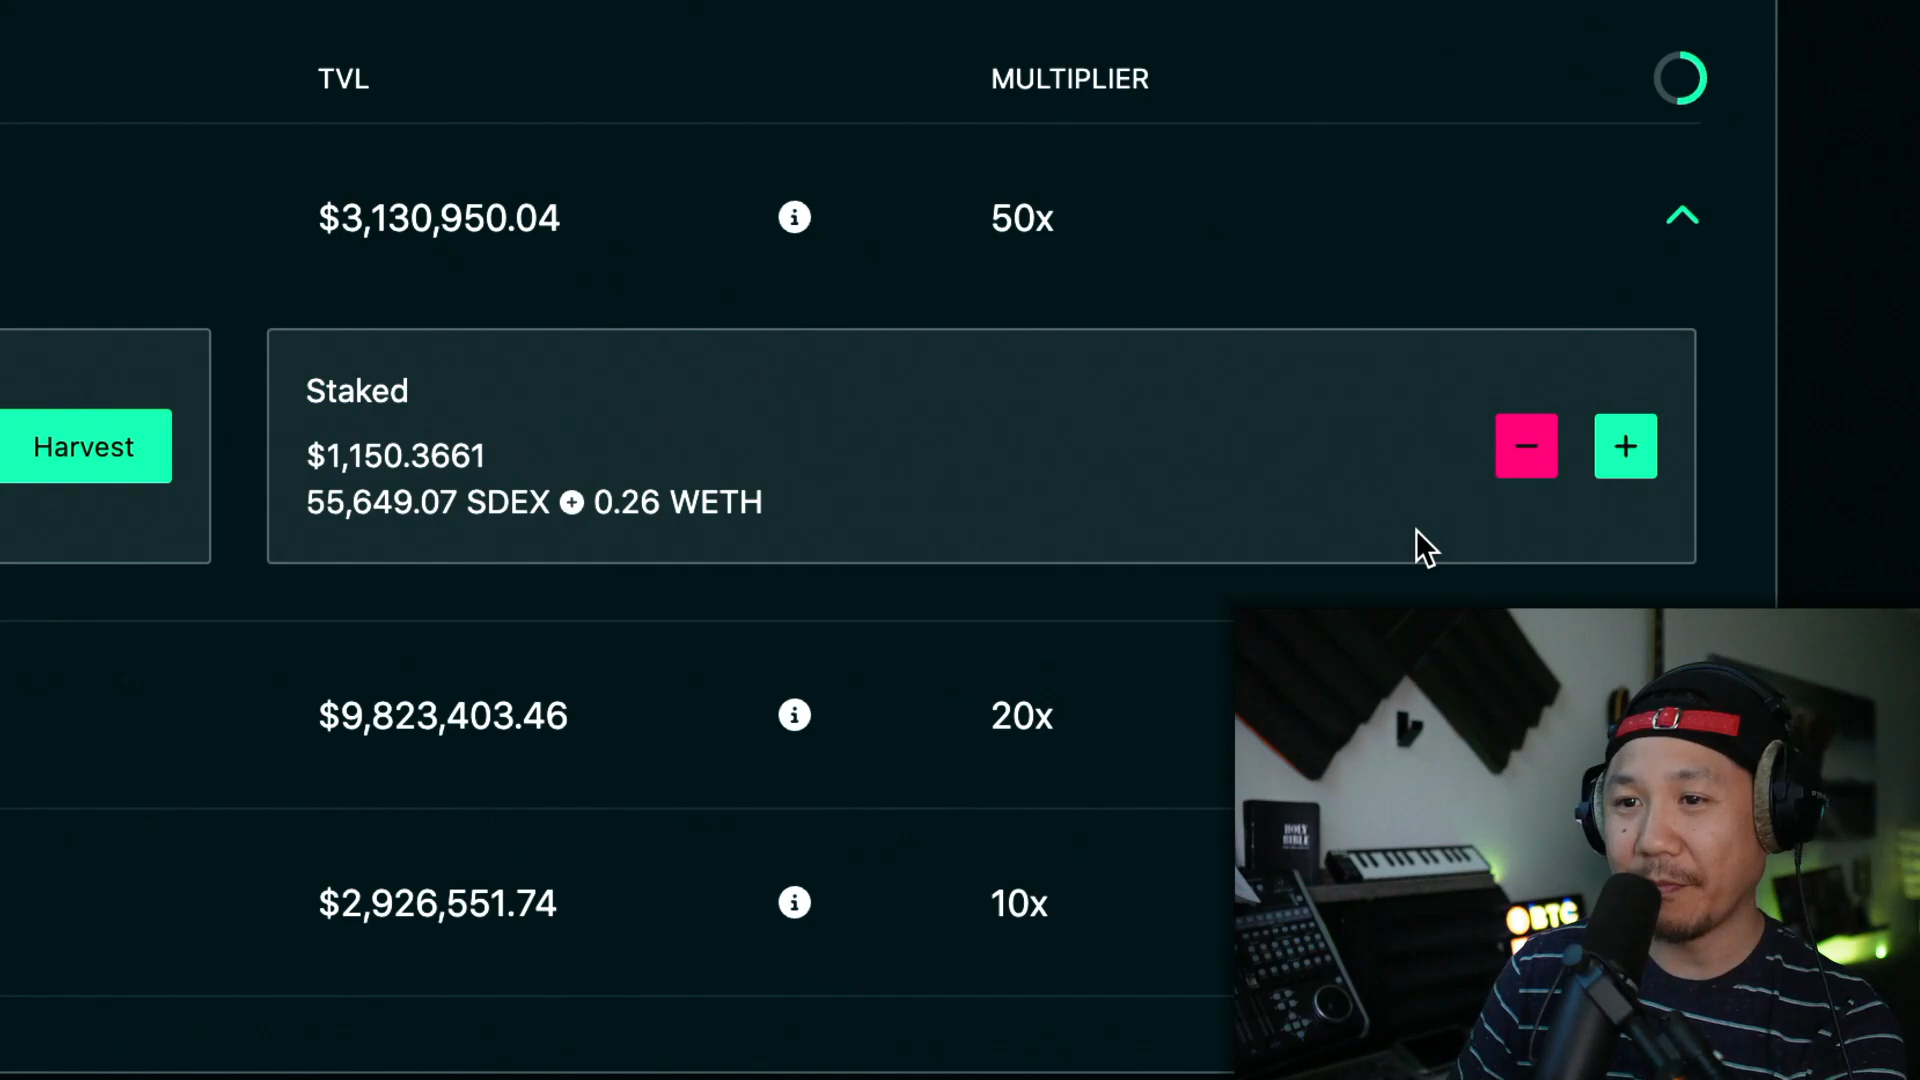 TVL
MULTIPLIER
$3,130,950.04
50x
Harvest
Staked
$1,150.3661
55,649.07 SDEX + 0.26 WETH
- +
$9,823,403.46
20x
$2,926,551.74
10x
HOLY
BIBLE
BTC